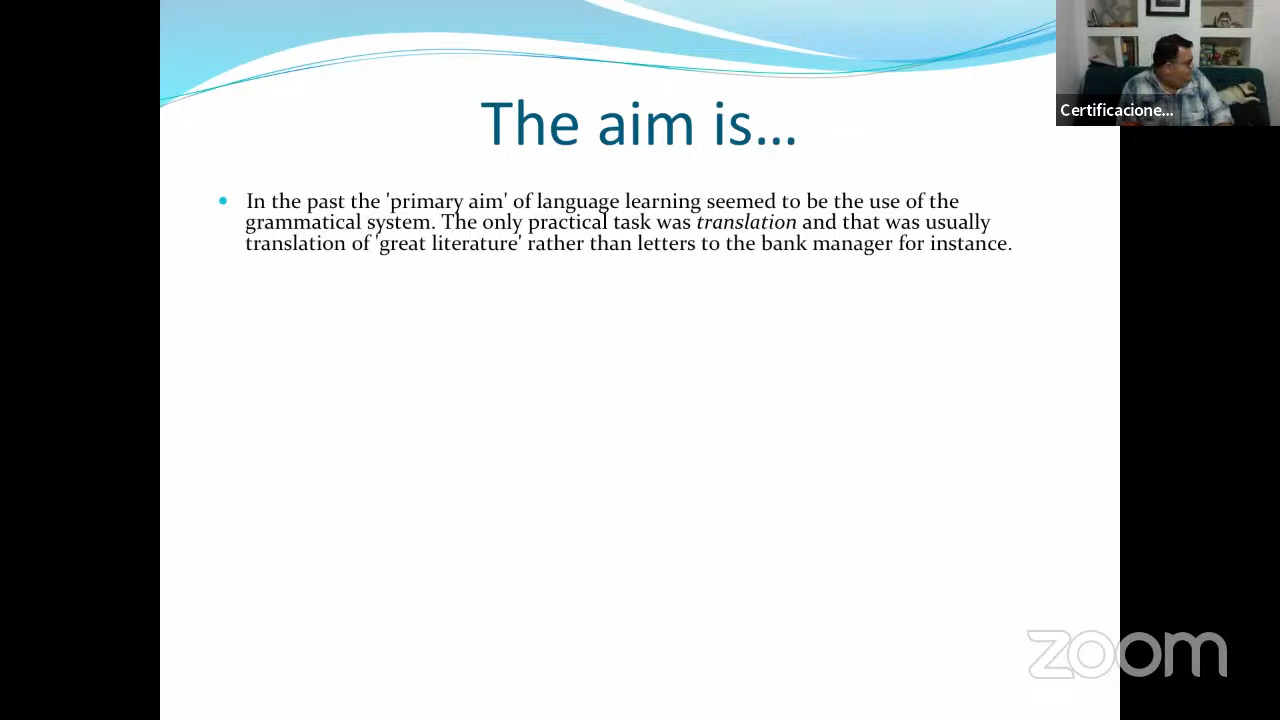 Certificacione...
The aim is...
In the past the 'primary aim' of language learning seemed to be the use of the
grammatical system. The only practical task was translation and that was usually
translation of 'great literature' rather than letters to the bank manager for instance.
zoom